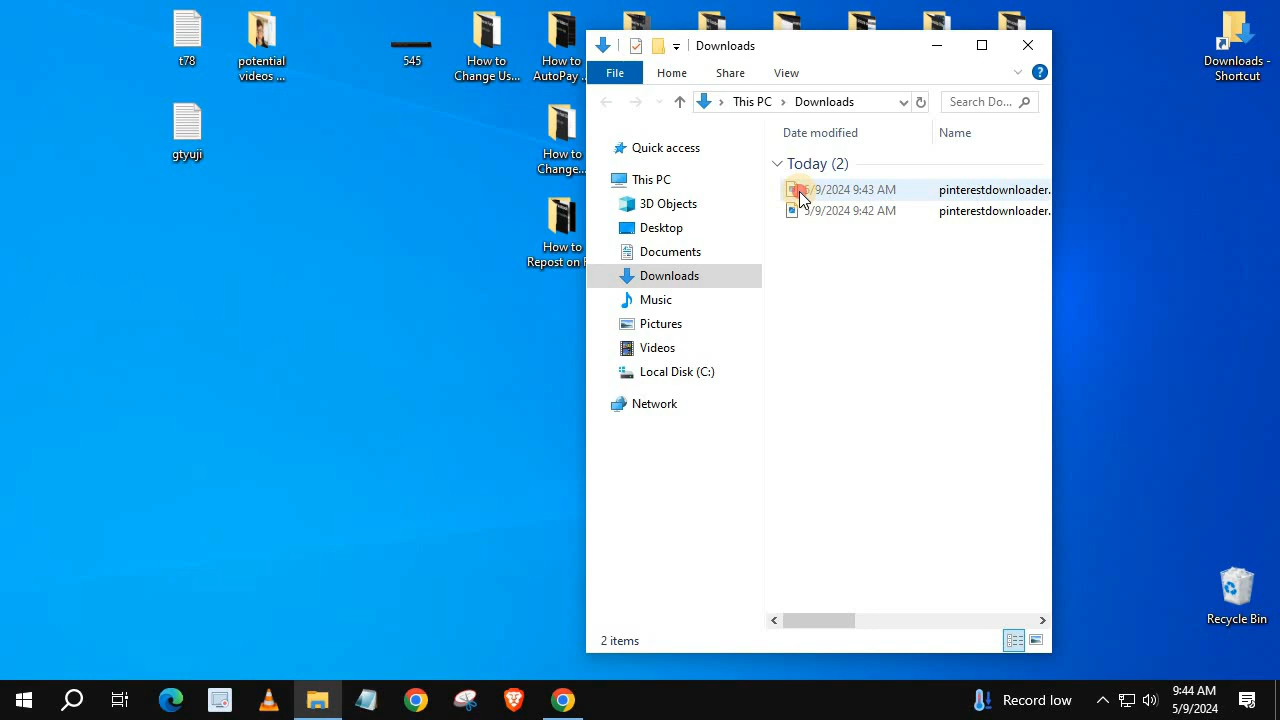 t78
potential
videos ...
545
How to
Change Us...
How to
AutoPay ...
Downloads -
Shortcut
gtyuji
How to
Change...
How to
Repost on
Downloads
File
Home
Share
View
This PC
Downloads
Search Do...
Date modified
Name
Quick access
This PC
3D Objects
Desktop
Documents
Downloads
Music
Pictures
Videos
Local Disk (C:)
Network
Today (2)
5/9/2024 9:43 AM
pinterestdownloader.
5/9/2024 9:42 AM
pinterestdownloader.
2 items
Recycle Bin
Record low
9:44 AM
5/9/2024